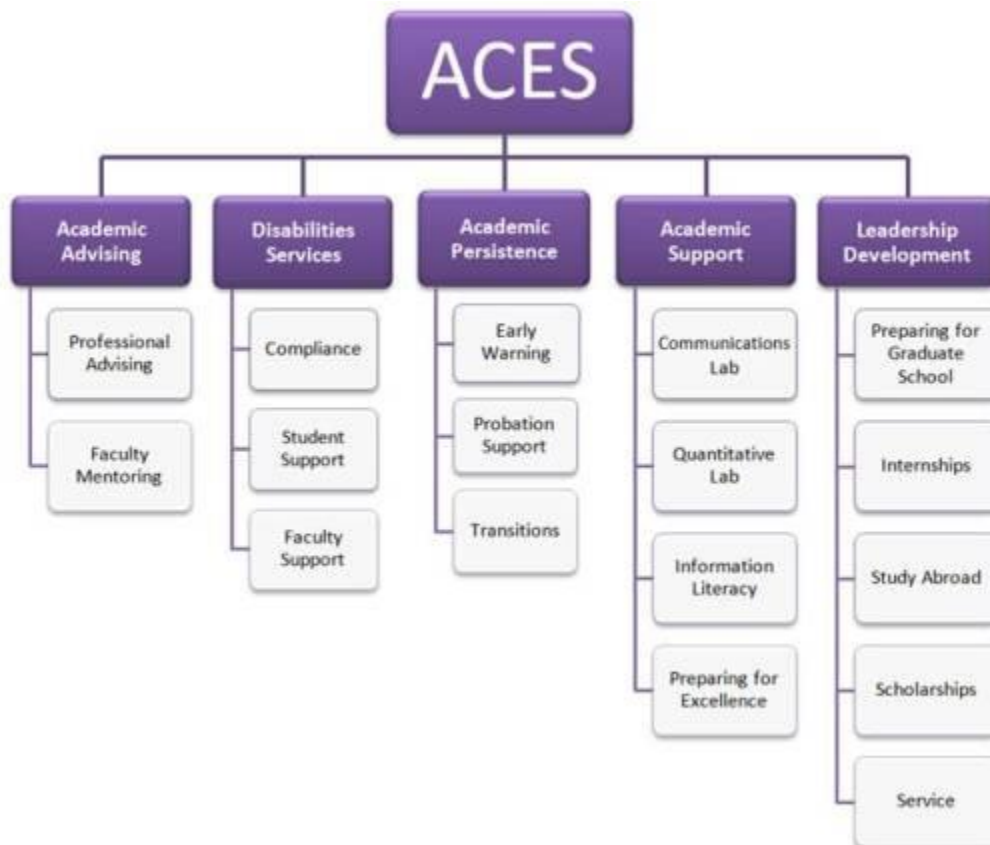 ACES
Academic
Advising
Professional
Advising
Faculty
Mentoring
Disabilities
Services
Compliance
Student
Support
Faculty
Support
Academic
Persistence
Early
Warning
Probation
Support
Transitions
Academic
Support
Communications
Lab
Quantitative
Lab
Information
Literacy
Preparing for
Excellence
Leadership
Development
Preparing for
Graduate
School
Internships
Study Abroad
Scholarships
Service